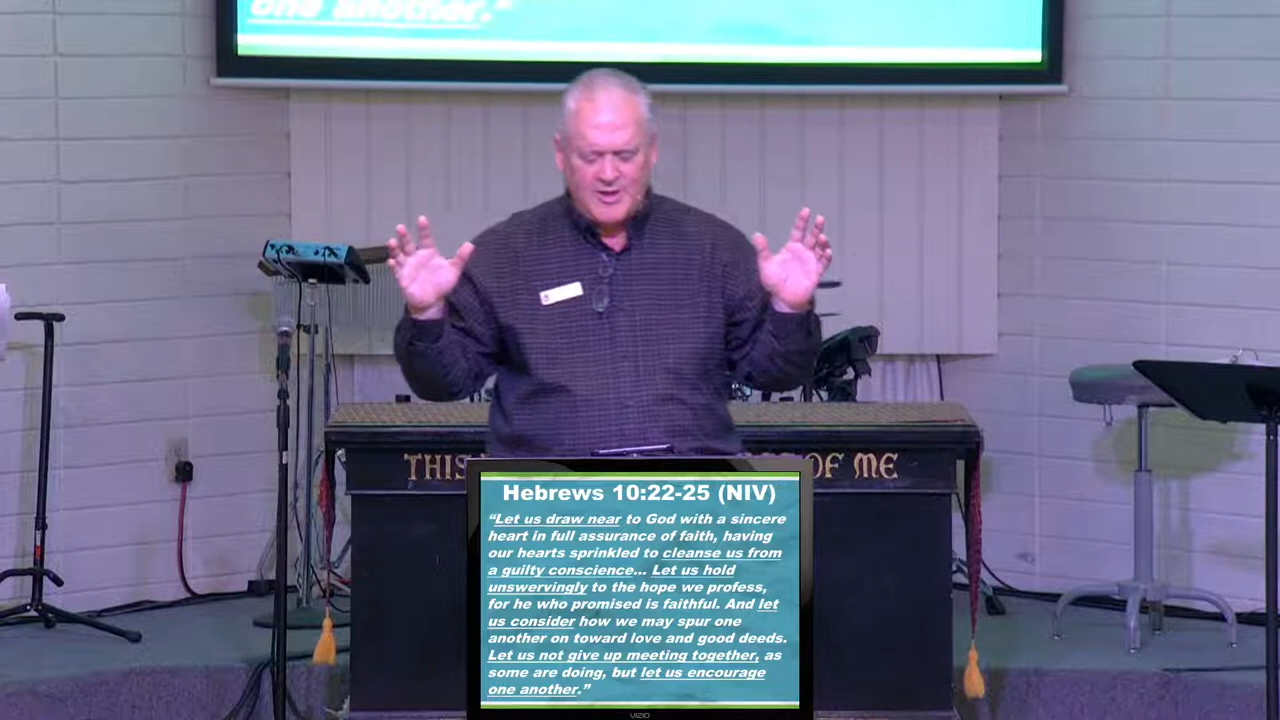 one another."
THIS
OF ME
Hebrews 10:22-25 (NIV)
“Let us draw near to God with a sincere
heart in full assurance of faith, having
our hearts sprinkled to cleanse us from
a guilty conscience... Let us hold
unswervingly to the hope we profess,
for he who promised is faithful. And let
us consider how we may spur one
another on toward love and good deeds.
Let us not give up meeting together, as
some are doing, but let us encourage
one another.”
VIZIO